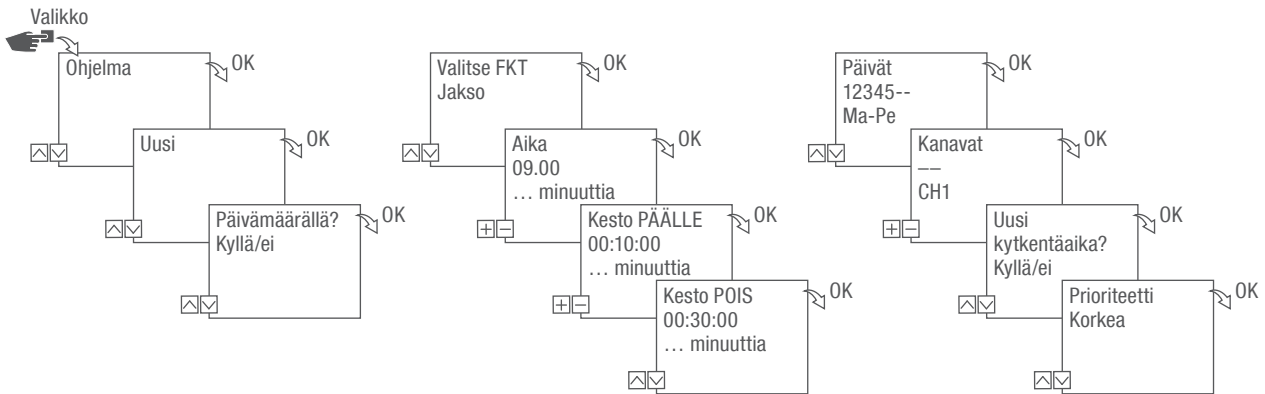 Valikko
Ohjelma
OK
Uusi
OK
Päivämäärällä?
Kyllä/ei
OK
Valitse FKT
Jakso
OK
Aika
09.00
… minuuttia
OK
Kesto PÄÄLLE
00:10:00
… minuuttia
OK
Kesto POIS
00:30:00
… minuuttia
OK
Päivät
12345--
Ma-Pe
OK
Kanavat
––
CH1
OK
Uusi
kytkentäaika?
Kyllä/ei
OK
Prioriteetti
Korkea
OK